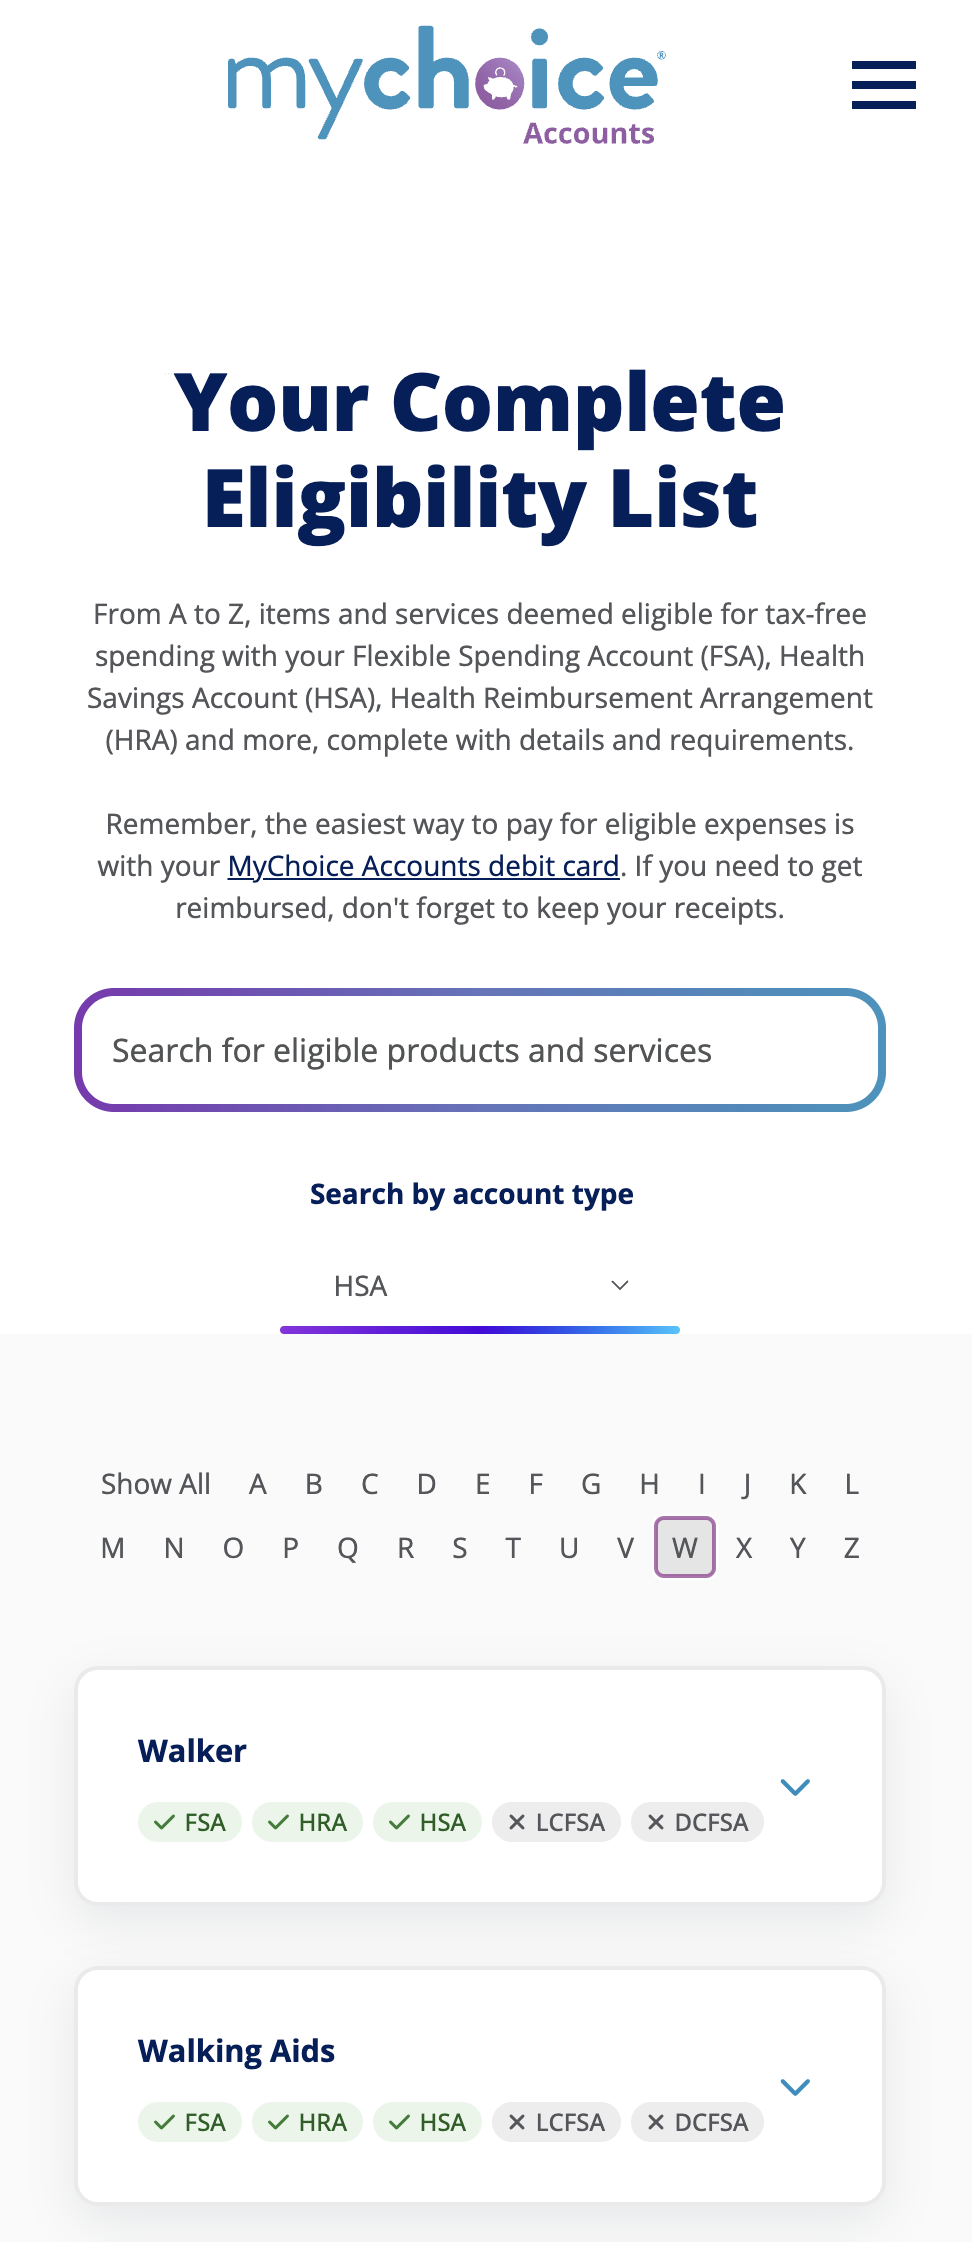 mychoice®
Accounts
Your Complete
Eligibility List
From A to Z, items and services deemed eligible for tax-free
spending with your Flexible Spending Account (FSA), Health
Savings Account (HSA), Health Reimbursement Arrangement
(HRA) and more, complete with details and requirements.
Remember, the easiest way to pay for eligible expenses is
with your MyChoice Accounts debit card. If you need to get
reimbursed, don't forget to keep your receipts.
Search for eligible products and services
Search by account type
HSA
Show All A B C D E F G H I J K L
M N O P Q R S T U V W X Y Z
Walker
FSA HRA HSA LCFSA DCFSA
Walking Aids
FSA HRA HSA LCFSA DCFSA